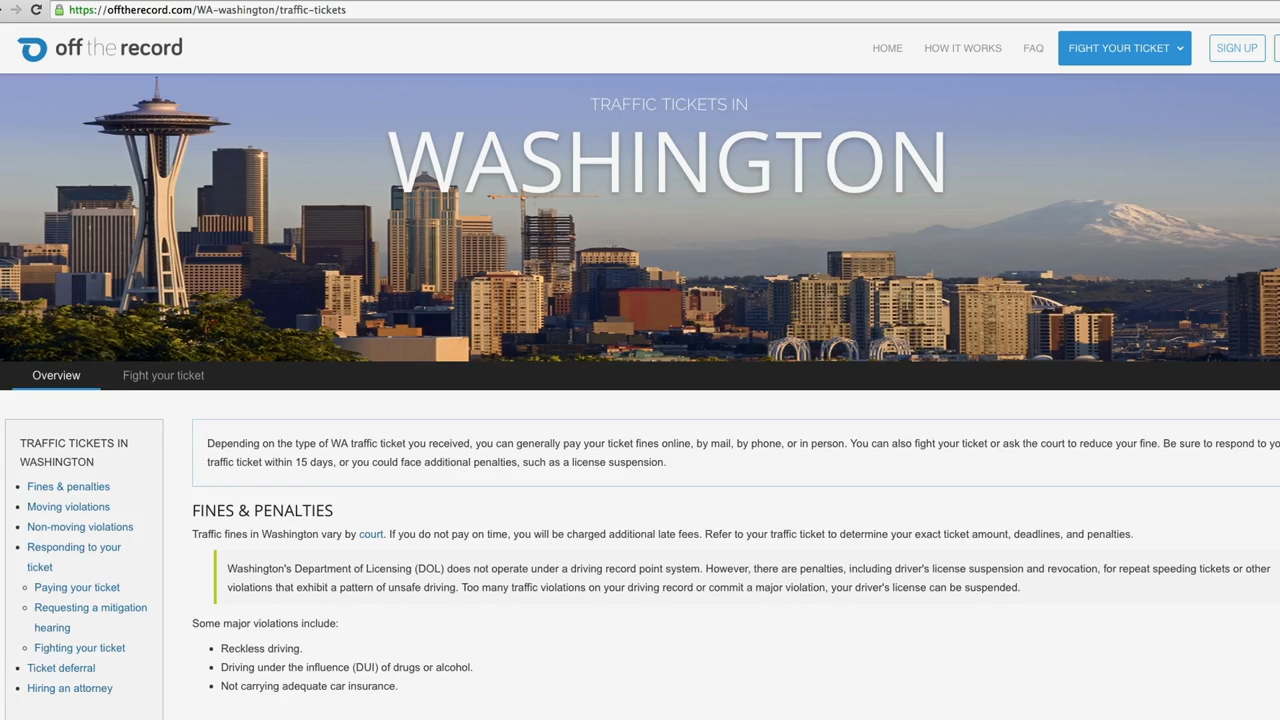 https://offtherecord.com/WA-washington/traffic-tickets
off the record
HOME HOW IT WORKS FAQ FIGHT YOUR TICKET SIGN UP
TRAFFIC TICKETS IN
WASHINGTON
Overview Fight your ticket
TRAFFIC TICKETS IN
WASHINGTON
Fines & penalties
Moving violations
Non-moving violations
Responding to your
ticket
Paying your ticket
Requesting a mitigation
hearing
Fighting your ticket
Ticket deferral
Hiring an attorney
Depending on the type of WA traffic ticket you received, you can generally pay your ticket fines online, by mail, by phone, or in person. You can also fight your ticket or ask the court to reduce your fine. Be sure to respond to yo
traffic ticket within 15 days, or you could face additional penalties, such as a license suspension.
FINES & PENALTIES
Traffic fines in Washington vary by court. If you do not pay on time, you will be charged additional late fees. Refer to your traffic ticket to determine your exact ticket amount, deadlines, and penalties.
Washington's Department of Licensing (DOL) does not operate under a driving record point system. However, there are penalties, including driver's license suspension and revocation, for repeat speeding tickets or other
violations that exhibit a pattern of unsafe driving. Too many traffic violations on your driving record or commit a major violation, your driver's license can be suspended.
Some major violations include:
Reckless driving.
Driving under the influence (DUI) of drugs or alcohol.
Not carrying adequate car insurance.